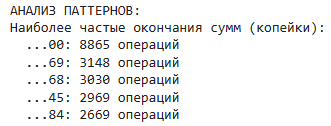 АНАЛИЗ ПАТТЕРНОВ:
Наиболее частые окончания сумм (копейки):
...00: 8865 операций
...69: 3148 операций
...68: 3030 операций
...45: 2969 операций
...84: 2669 операций